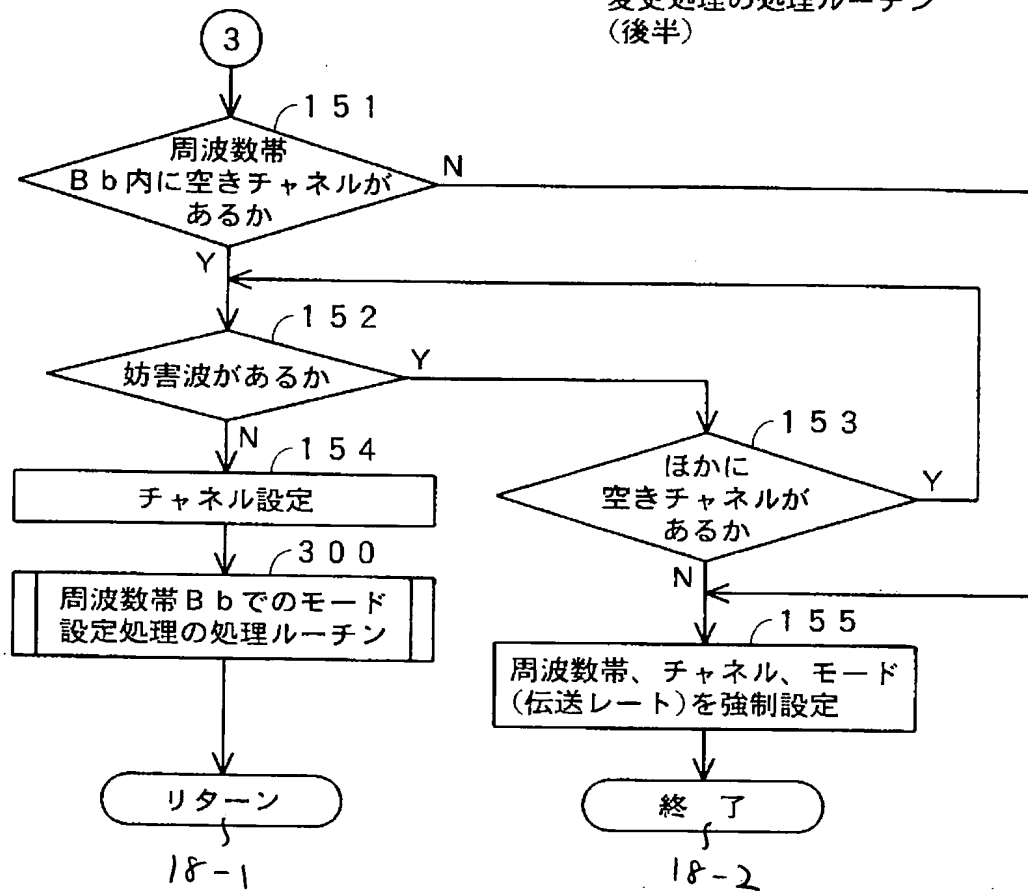 変更処理の処理ルーチン
(後半)
3
151
周波数帯
Bb内に空きチャネルが
あるか
N
Y
152
妨害波があるか
Y
N
153
ほかに
空きチャネルが
あるか
Y
N
154
チャネル設定
300
周波数帯Bbでのモード
設定処理の処理ルーチン
155
周波数帯、チャネル、モード
(伝送レート)を強制設定
リターン
終 了
18-1
18-2